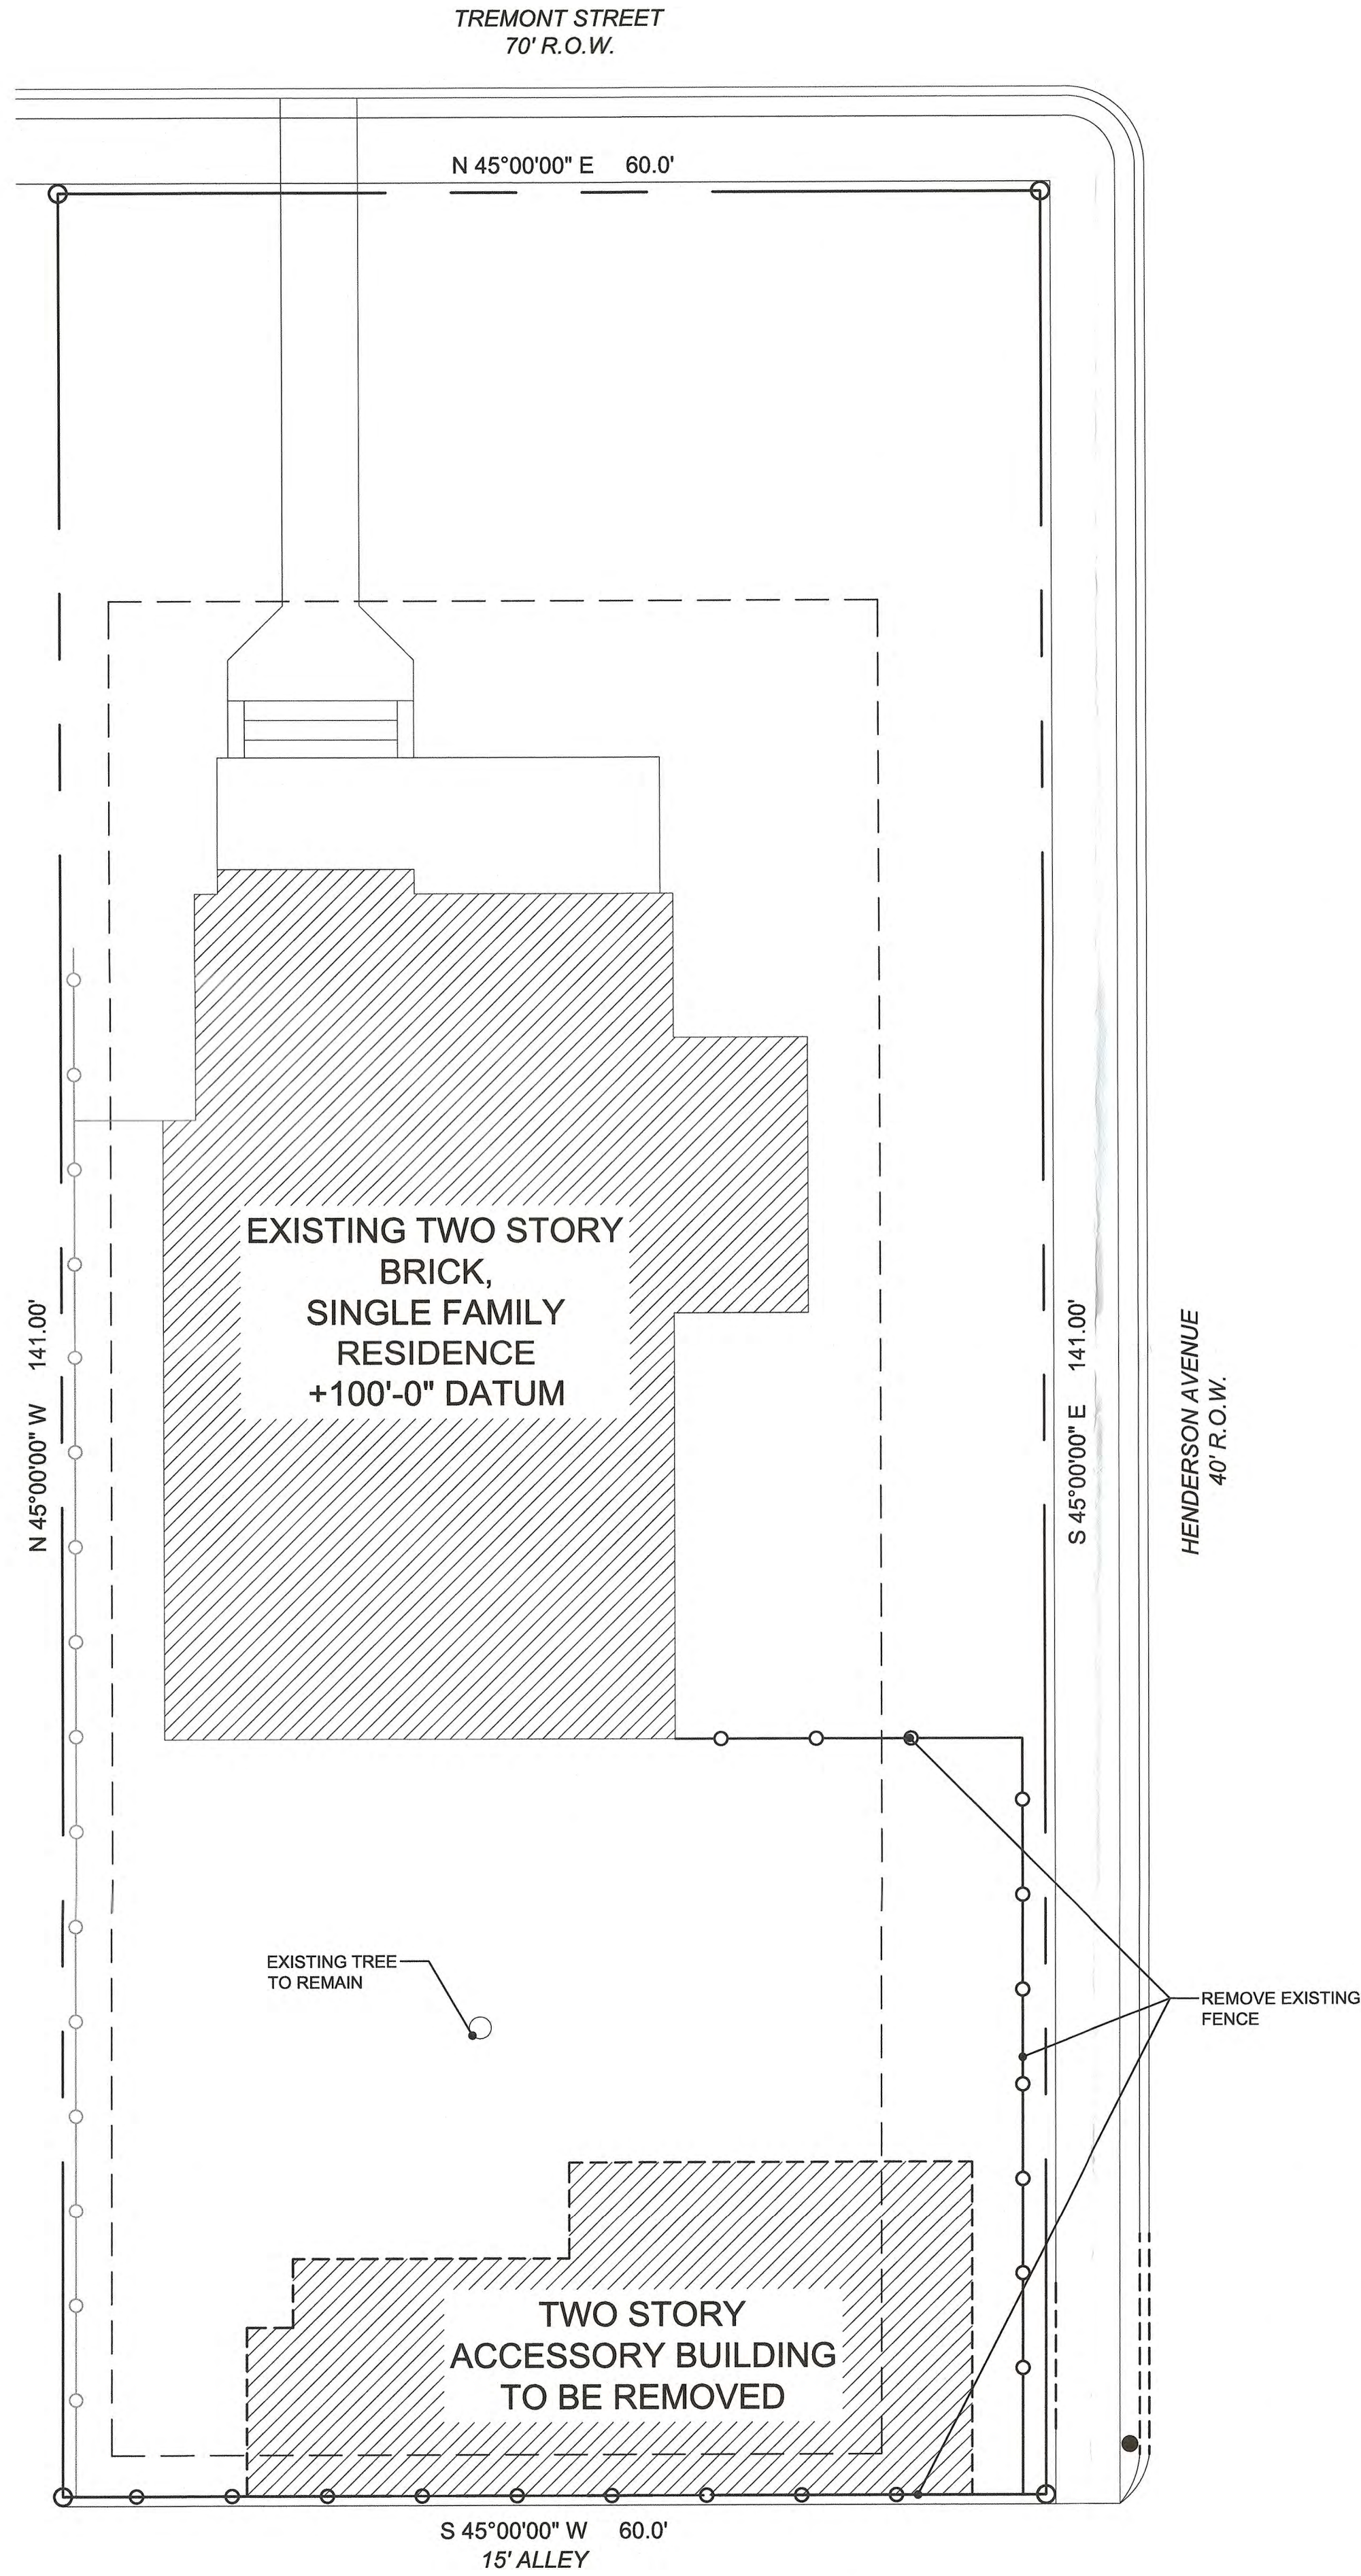 TREMONT STREET
70' R.O.W.
N 45°00'00" E 60.0'
EXISTING TWO STORY
BRICK,
SINGLE FAMILY
RESIDENCE
+100'-0" DATUM
N 45°00'00" W 141.00'
S 45°00'00" E 141.00'
HENDERSON AVENUE
40' R.O.W.
EXISTING TREE
TO REMAIN
REMOVE EXISTING
FENCE
TWO STORY
ACCESSORY BUILDING
TO BE REMOVED
S 45°00'00" W 60.0'
15' ALLEY